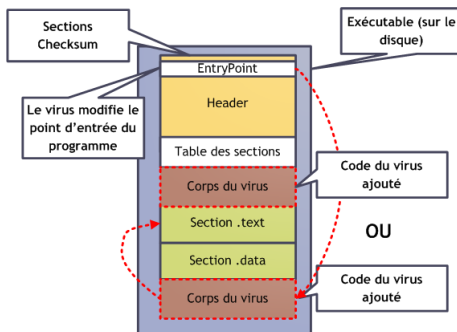 Sections
Checksum
Exécutable (sur le
disque)
EntryPoint
Le virus modifie le
point d'entrée du
programme
Header
Table des sections
Corps du virus
Code du virus
ajouté
Section .text
OU
Section .data
Corps du virus
Code du virus
ajouté